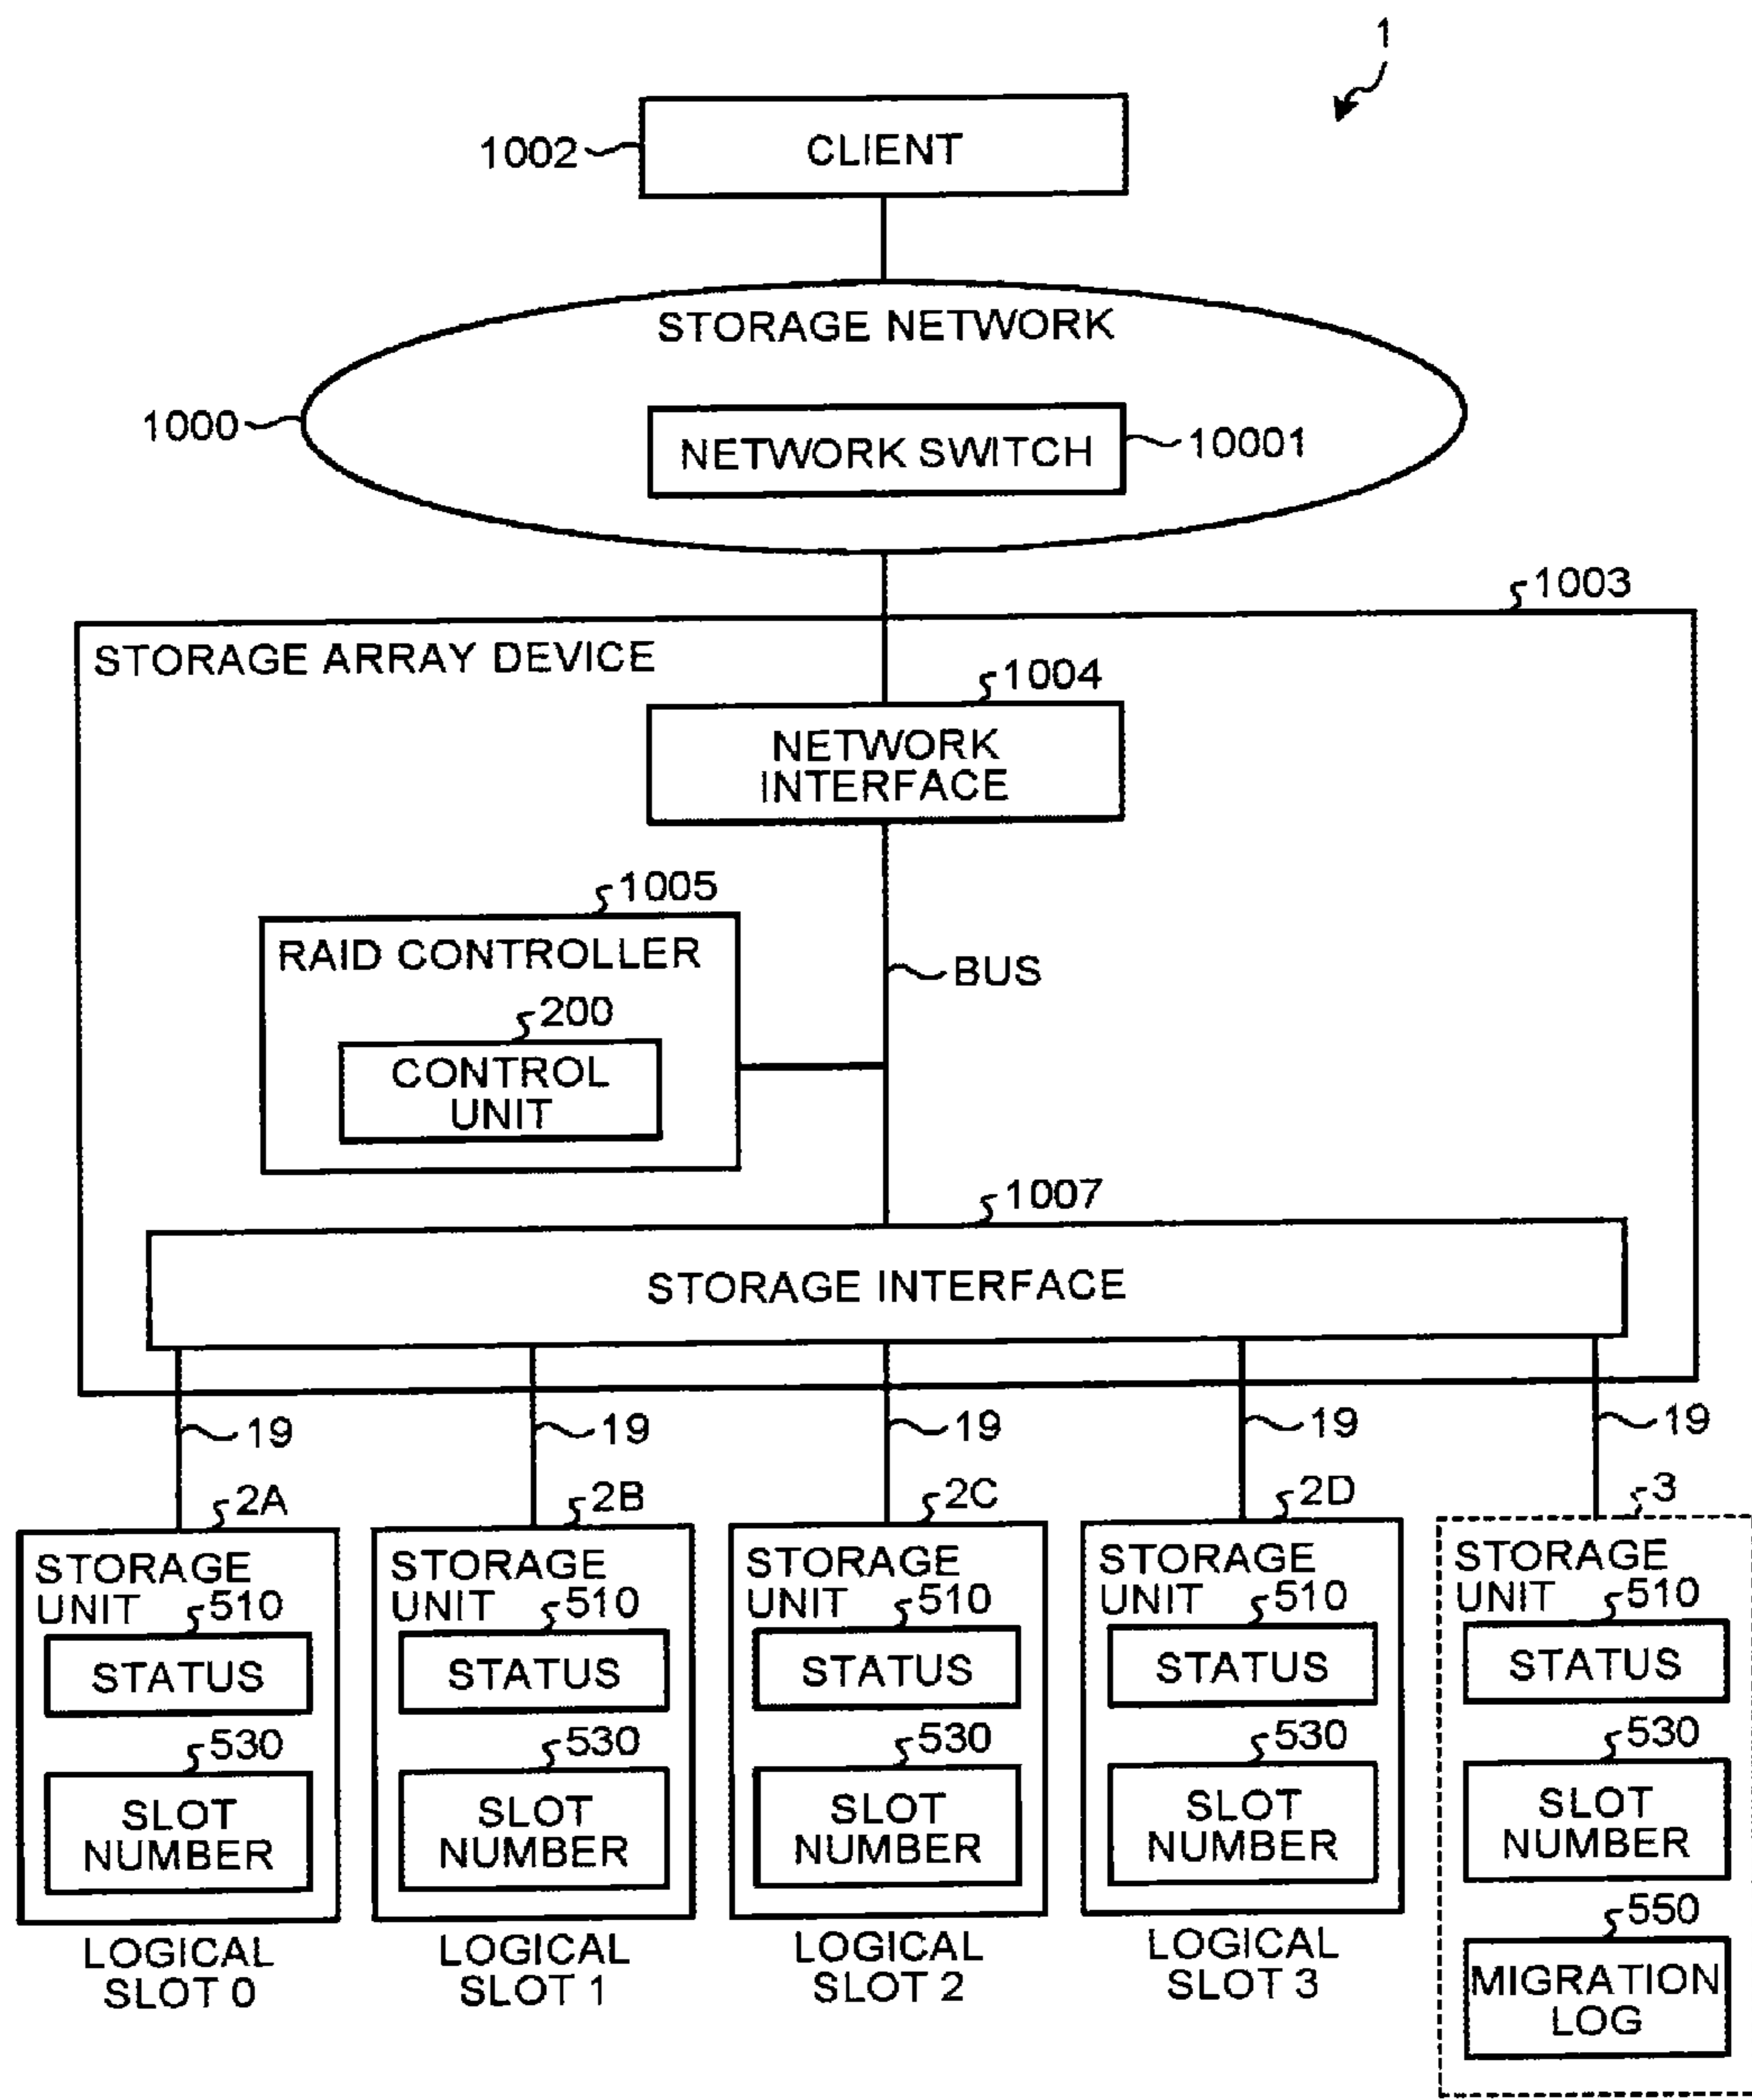 1
1002
CLIENT
STORAGE NETWORK
1000
NETWORK SWITCH
10001
1003
STORAGE ARRAY DEVICE
1004
NETWORK
INTERFACE
1005
RAID CONTROLLER
BUS
200
CONTROL
UNIT
1007
STORAGE INTERFACE
19
19
19
19
19
2A
STORAGE
UNIT
510
STATUS
530
SLOT
NUMBER
LOGICAL
SLOT 0
2B
STORAGE
UNIT
510
STATUS
530
SLOT
NUMBER
LOGICAL
SLOT 1
2C
STORAGE
UNIT
510
STATUS
530
SLOT
NUMBER
LOGICAL
SLOT 2
2D
STORAGE
UNIT
510
STATUS
530
SLOT
NUMBER
LOGICAL
SLOT 3
3
STORAGE
UNIT
510
STATUS
530
SLOT
NUMBER
550
MIGRATION
LOG